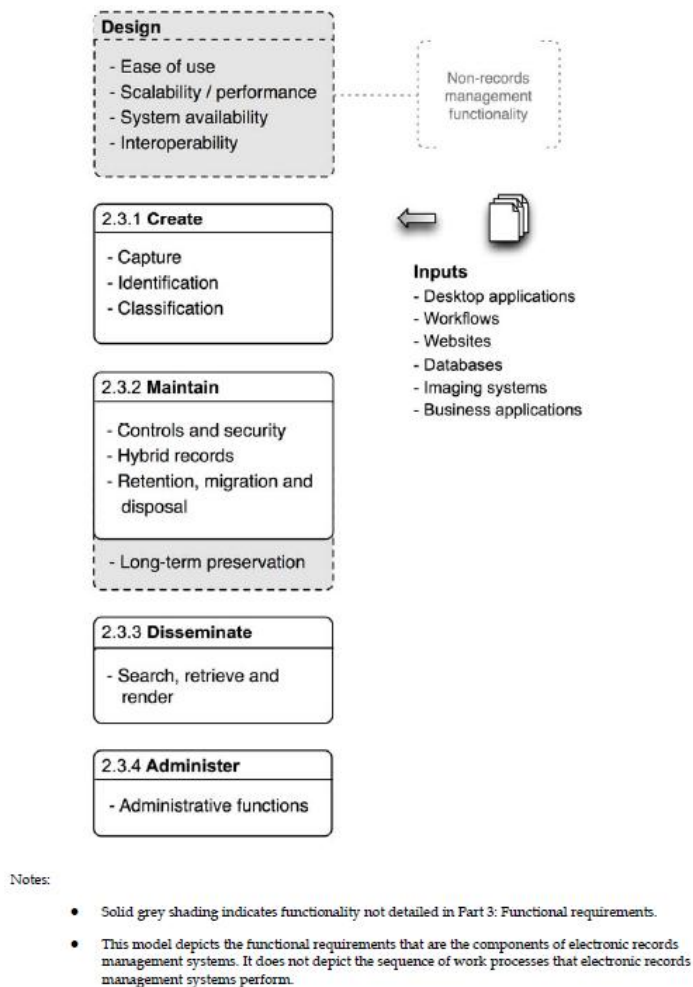 Design
- Ease of use
- Scalability / performance
- System availability
- Interoperability
Non-records
management
functionality
2.3.1 Create
- Capture
- Identification
- Classification
Inputs
- Desktop applications
- Workflows
- Websites
- Databases
- Imaging systems
- Business applications
2.3.2 Maintain
- Controls and security
- Hybrid records
- Retention, migration and
disposal
- Long-term preservation
2.3.3 Disseminate
- Search, retrieve and
render
2.3.4 Administer
- Administrative functions
Notes:
● Solid grey shading indicates functionality not detailed in Part 3: Functional requirements.
● This model depicts the functional requirements that are the components of electronic records
management systems. It does not depict the sequence of work processes that electronic records
management systems perform.